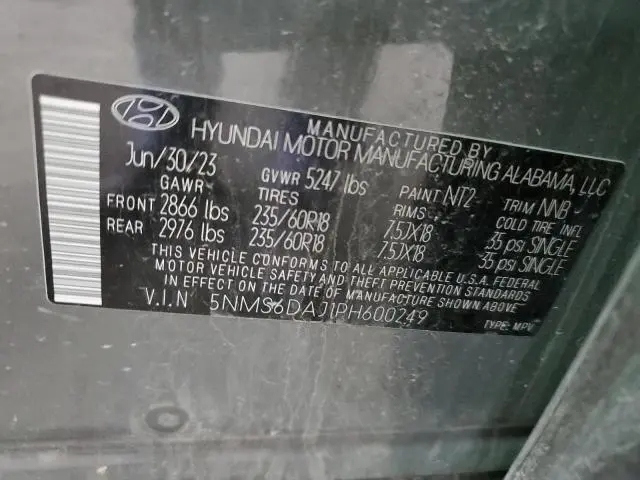 MANUFACTURED BY
HYUNDAI MOTOR MANUFACTURING ALABAMA, LLC
Jun/30/23 GVWR 5247 lbs PAINT NT2 TRIM NNB
GAWR TIRES RIMS COLD TIRE INFL
FRONT 2866 lbs 235/60R18 7.5JX18 35 psi SINGLE
REAR 2976 lbs 235/60R18 7.5JX18 35 psi SINGLE
THIS VEHICLE CONFORMS TO ALL APPLICABLE U.S.A. FEDERAL
MOTOR VEHICLE SAFETY AND THEFT PREVENTION STANDARDS
IN EFFECT ON THE DATE OF MANUFACTURE SHOWN ABOVE.
V.I.N 5NMS6DAJ1PH600249 TYPE: MPV